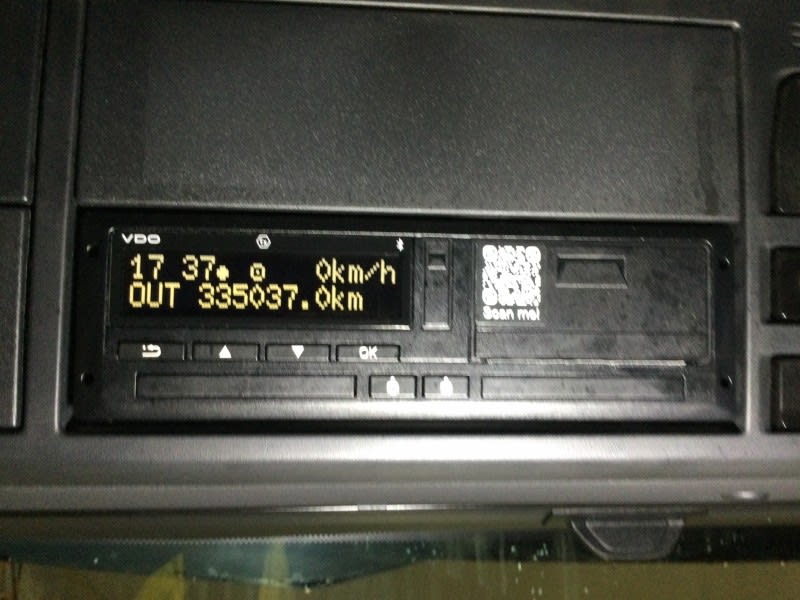 VDO
17 37 0km/h
OUT 335037.0km
Scan me!
OK